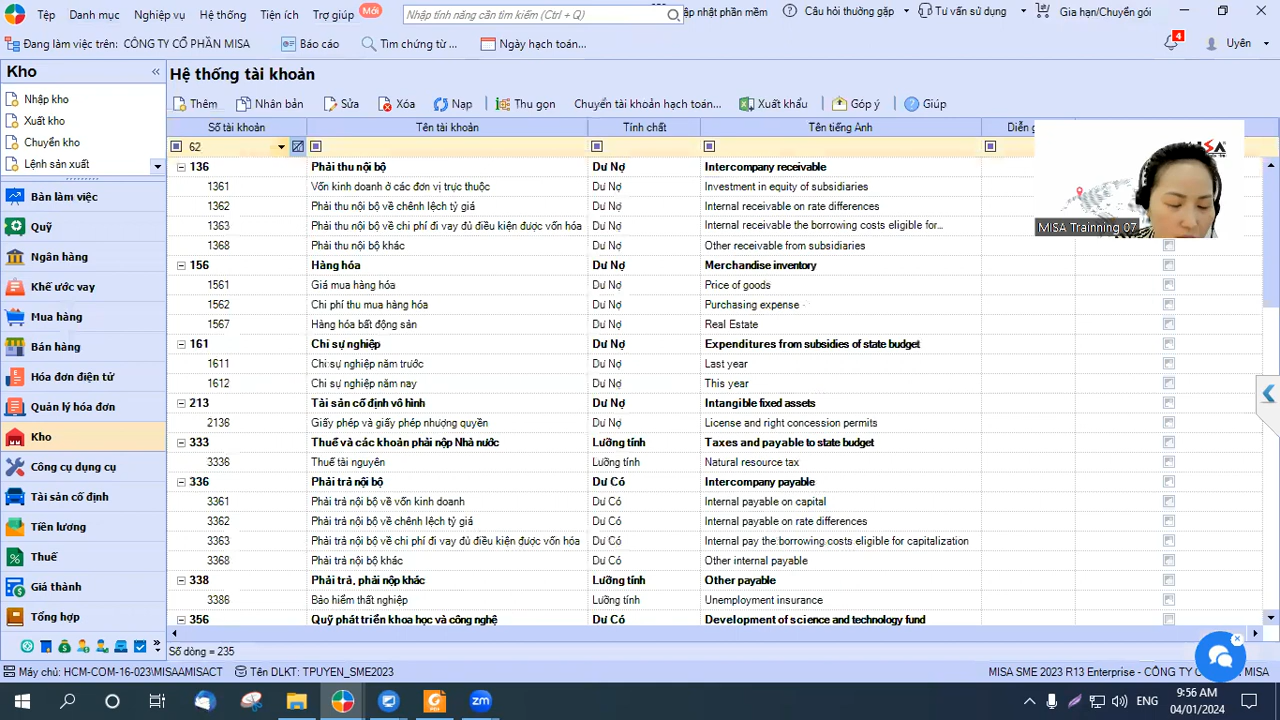 Tệp Danh mục Nghiệp vụ Hệ thống Tiện ích Trợ giúp Mới
Nhập tính năng cần tìm kiếm (Ctrl + Q)
nhật phần mềm Câu hỏi thường gặp Tư vấn sử dụng Gia hạn/Chuyển gói
Đang làm việc trên: CÔNG TY CỔ PHẦN MISA Báo cáo Tìm chứng từ ... Ngày hạch toán... 4 Uyên
Kho «
Nhập kho
Xuất kho
Chuyển kho
Lệnh sản xuất
Bàn làm việc
Quỹ
Ngân hàng
Khế ước vay
Mua hàng
Bán hàng
Hóa đơn điện tử
Quản lý hóa đơn
Kho
Công cụ dụng cụ
Tài sản cố định
Tiền lương
Thuế
Giá thành
Tổng hợp
Hệ thống tài khoản
Thêm Nhân bản Sửa Xóa Nạp Thu gọn Chuyển tài khoản hạch toán... Xuất khẩu Góp ý Giúp
Số tài khoản Tên tài khoản Tính chất Tên tiếng Anh Diễn g
62
136 Phải thu nội bộ Dư Nợ Intercompany receivable
1361 Vốn kinh doanh ở các đơn vị trực thuộc Dư Nợ Investment in equity of subsidiaries
1362 Phải thu nội bộ về chênh lệch tỷ giá Dư Nợ Internal receivable on rate differences
1363 Phải thu nội bộ về chi phí đi vay đủ điều kiện được vốn hóa Dư Nợ Internal receivable the borrowing costs eligible for...
1368 Phải thu nội bộ khác Dư Nợ Other receivable from subsidiaries
156 Hàng hóa Dư Nợ Merchandise inventory
1561 Giá mua hàng hóa Dư Nợ Price of goods
1562 Chi phí thu mua hàng hóa Dư Nợ Purchasing expense
1567 Hàng hóa bất động sản Dư Nợ Real Estate
161 Chi sự nghiệp Dư Nợ Expenditures from subsidies of state budget
1611 Chi sự nghiệp năm trước Dư Nợ Last year
1612 Chi sự nghiệp năm nay Dư Nợ This year
213 Tài sản cố định vô hình Dư Nợ Intangible fixed assets
2136 Giấy phép và giấy phép nhượng quyền Dư Nợ License and right concession permits
333 Thuế và các khoản phải nộp Nhà nước Lưỡng tính Taxes and payable to state budget
3336 Thuế tài nguyên Lưỡng tính Natural resource tax
336 Phải trả nội bộ Dư Có Intercompany payable
3361 Phải trả nội bộ về vốn kinh doanh Dư Có Internal payable on capital
3362 Phải trả nội bộ về chênh lệch tỷ giá Dư Có Internal payable on rate differences
3363 Phải trả nội bộ về chi phí đi vay đủ điều kiện được vốn hóa Dư Có Internal pay the borrowing costs eligible for capitalization
3368 Phải trả nội bộ khác Dư Có Other internal payable
338 Phải trả, phải nộp khác Lưỡng tính Other payable
3386 Bảo hiểm thất nghiệp Lưỡng tính Unemployment insurance
356 Quỹ phát triển khoa học và công nghệ Dư Có Development of science and technology fund
Số dòng = 235
MISA Trainning 07
Máy chủ: HCM-COM-16-023\MISAAMISACT Tên DLKT: TPUYEN_SME2023 MISA SME 2023 R13 Enterprise - CÔNG TY C MISA
zm ENG 9:56 AM
04/01/2024